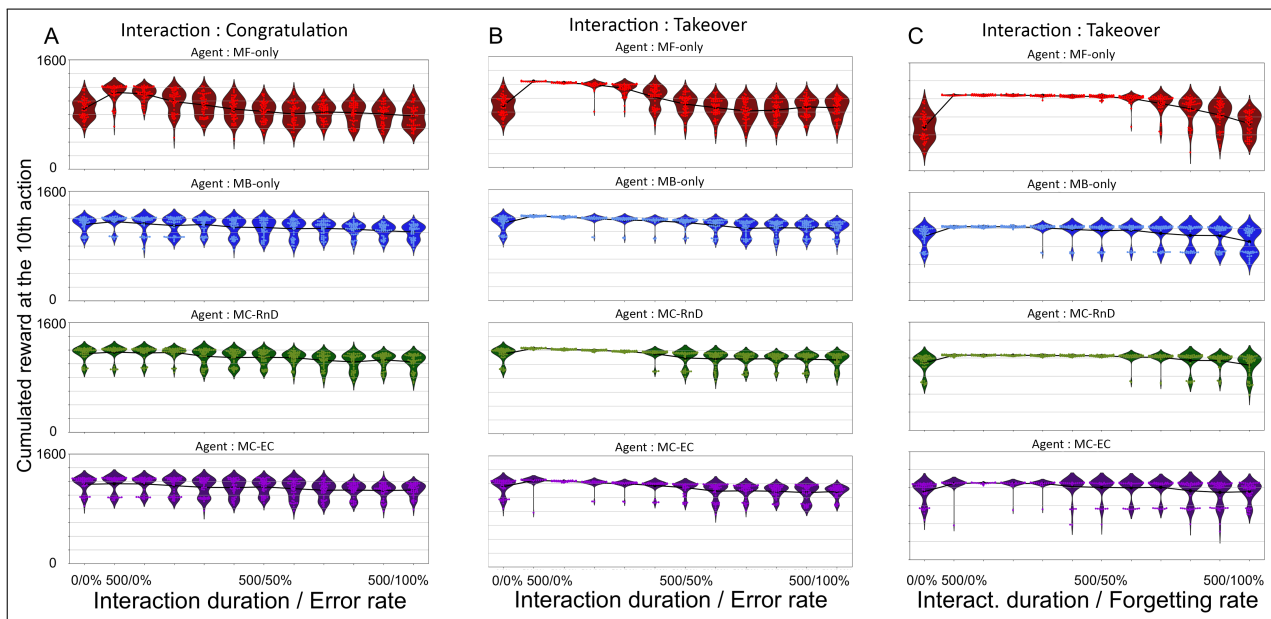 A
Interaction : Congratulation
Agent : MF-only
1600
0
Agent : MB-only
1600
0
Agent : MC-RnD
1600
0
Agent : MC-EC
1600
0
Cumulated reward at the 10th action
0/0% 500/0% 500/50% 500/100%
Interaction duration / Error rate
B
Interaction : Takeover
Agent : MF-only
Agent : MB-only
Agent : MC-RnD
Agent : MC-EC
0/0% 500/0% 500/50% 500/100%
Interaction duration / Error rate
C
Interaction : Takeover
Agent : MF-only
Agent : MB-only
Agent : MC-RnD
Agent : MC-EC
0/0% 500/0% 500/50% 500/100%
Interact. duration / Forgetting rate